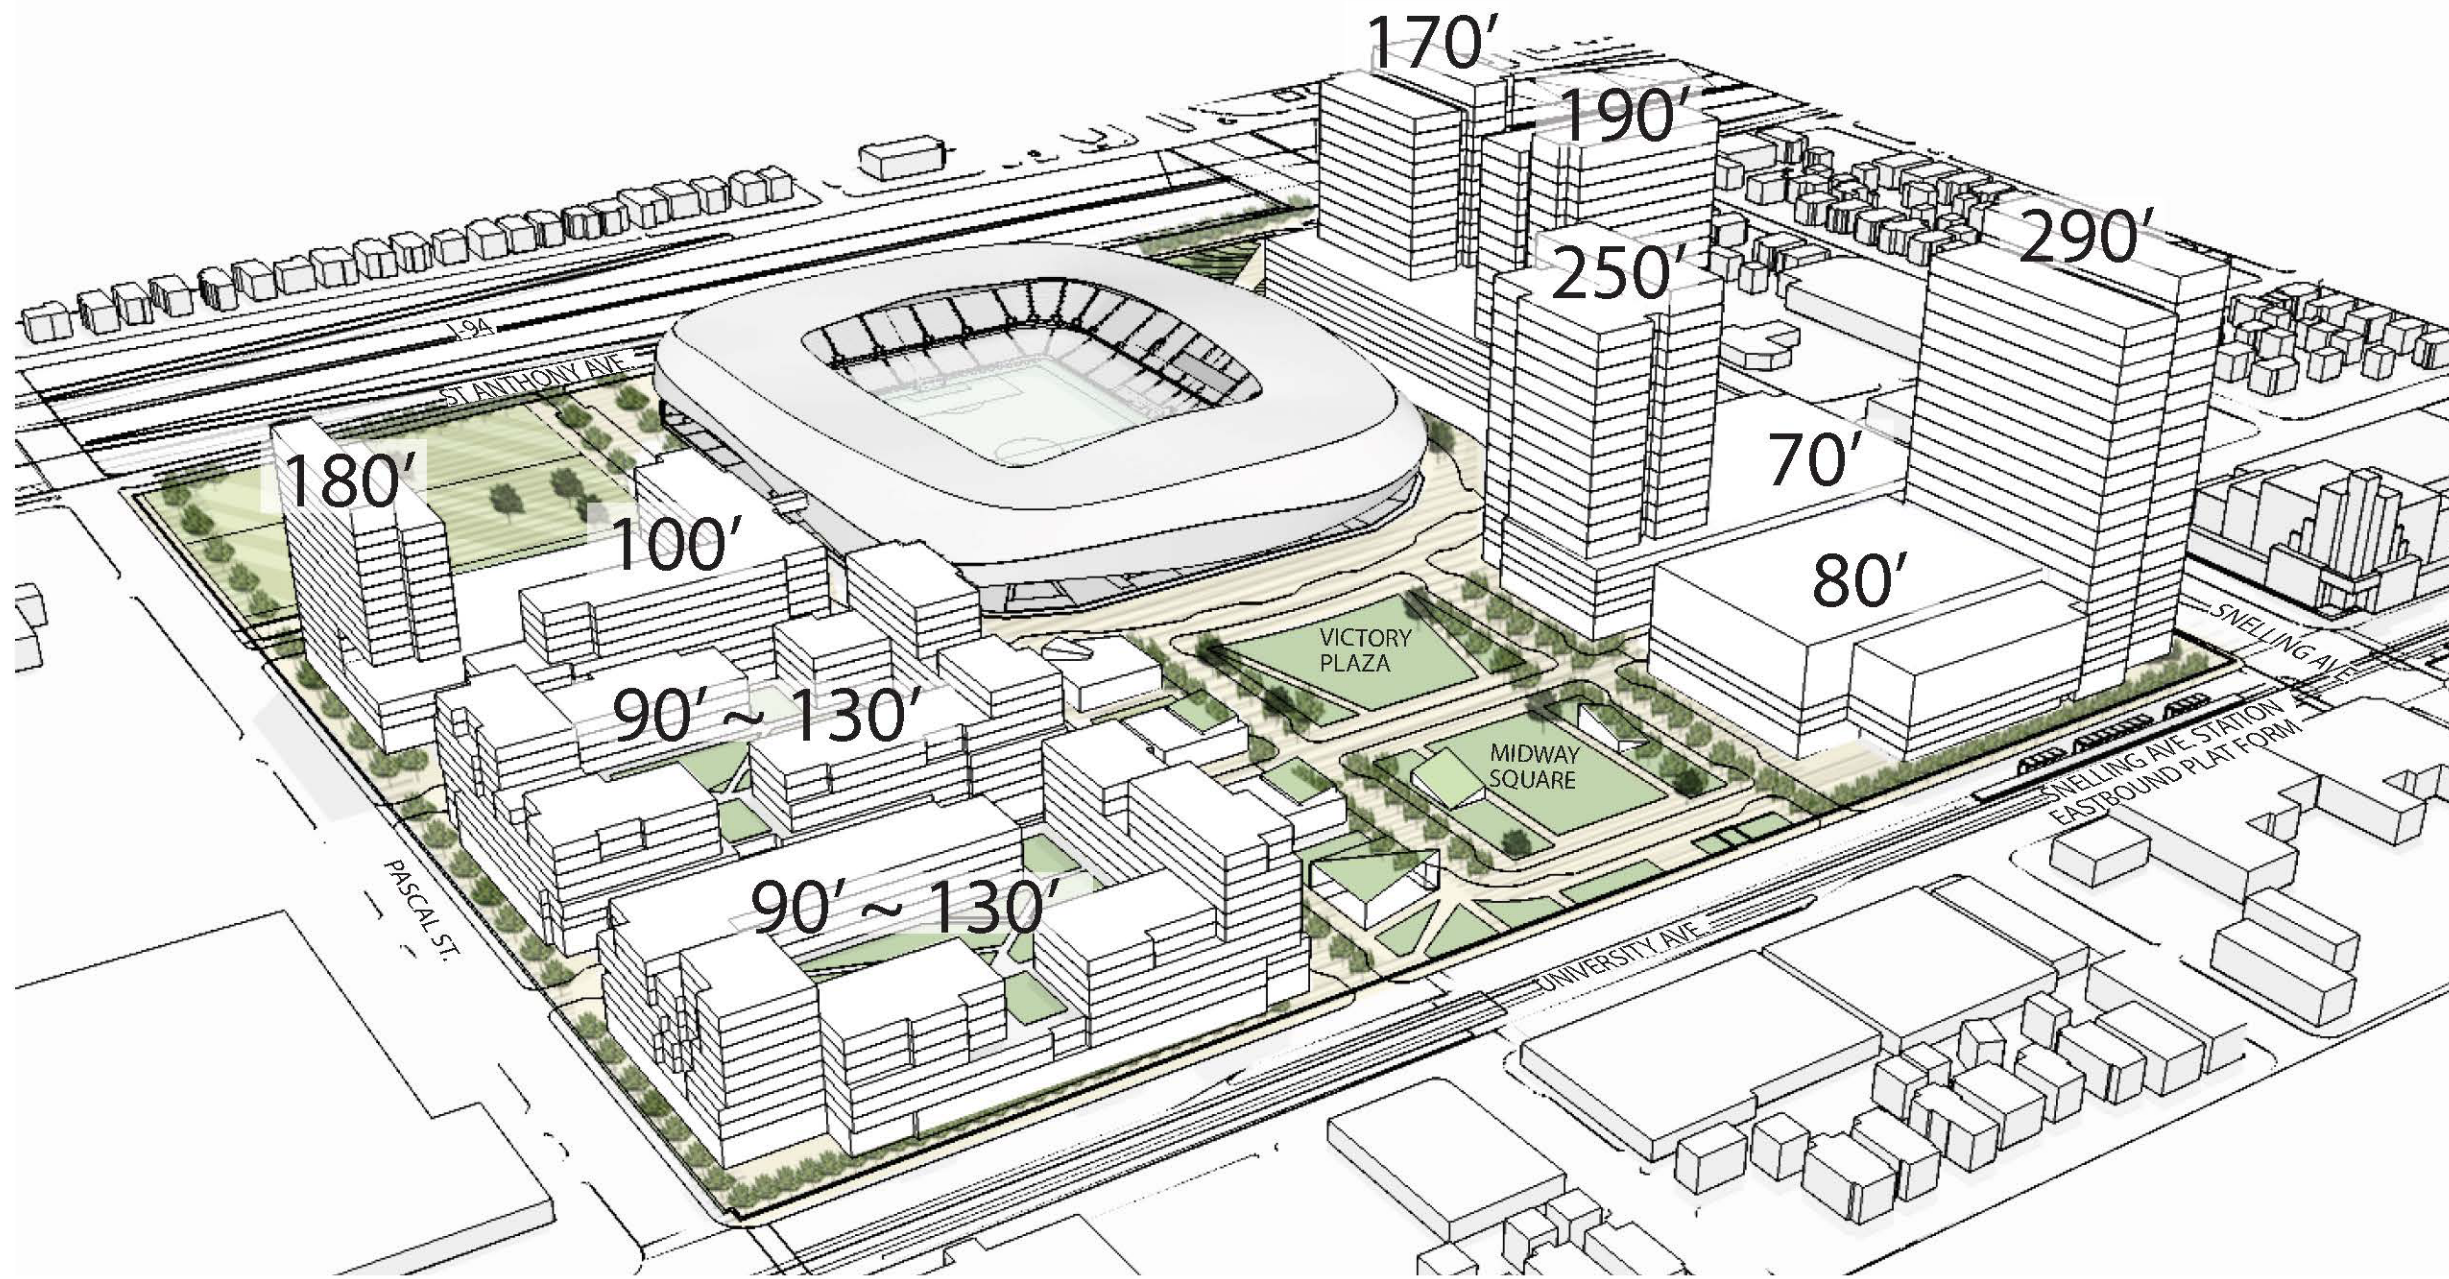 170′
190′
290′
250′
I-94
ST ANTHONY AVE
70′
180′
100′
80′
SNELLING AVE
VICTORY
PLAZA
90′ ~ 130′
MIDWAY
SQUARE
SNELLING AVE STATION
EASTBOUND PLAT FORM
PASCAL ST.
90′ ~ 130′
UNIVERSITY AVE